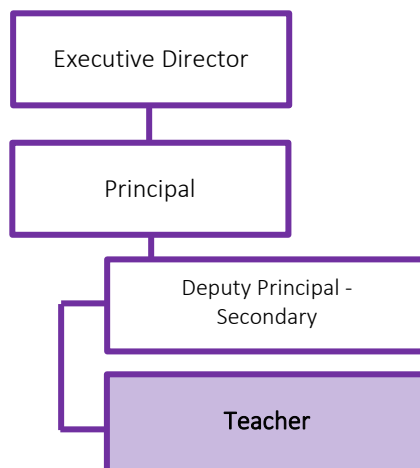 Executive Director
Principal
Deputy Principal -
Secondary
Teacher